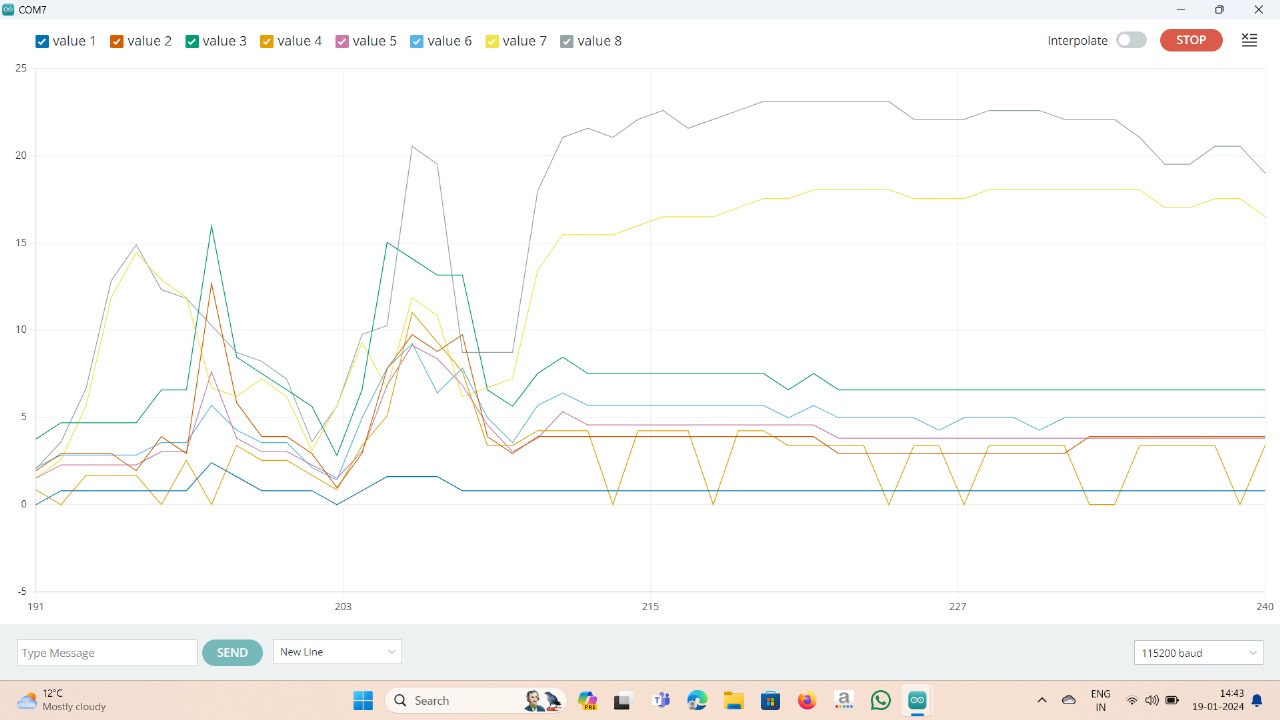 COM7
value 1 value 2 value 3 value 4 value 5 value 6 value 7 value 8 Interpolate STOP
25
20
15
10
5
0
-5
191 203 215 227 240
Type Message SEND New Line 115200 baud
12°C
Mostly cloudy
Search
PRE
a
ENG
IN
14:43
19-01-2024